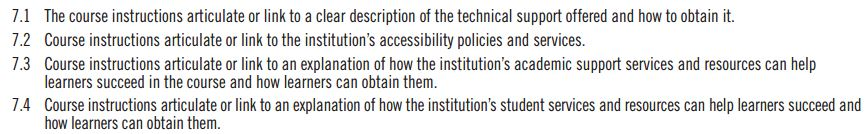 7.1 The course instructions articulate or link to a clear description of the technical support offered and how to obtain it.
7.2 Course instructions articulate or link to the institution's accessibility policies and services.
7.3 Course instructions articulate or link to an explanation of how the institution's academic support services and resources can help
learners succeed in the course and how learners can obtain them.
7.4 Course instructions articulate or link to an explanation of how the institution's student services and resources can help learners succeed and
how learners can obtain them.